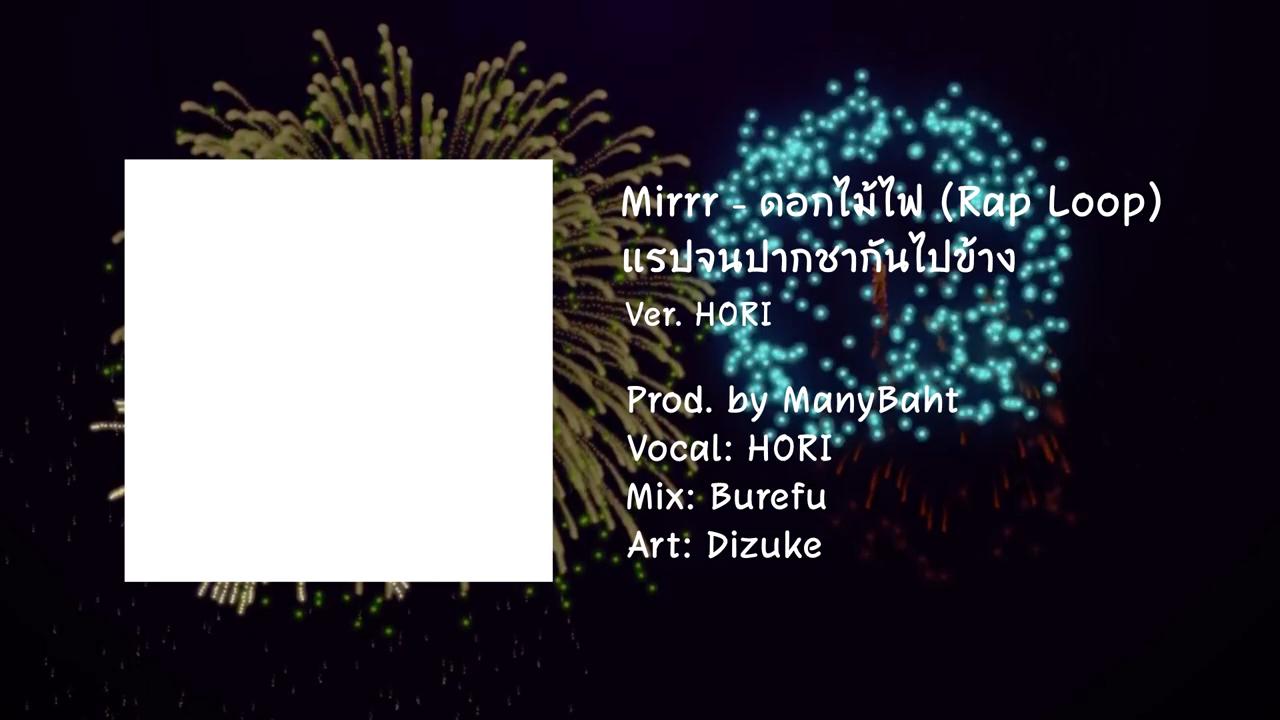 Mirrr - ดอกไม้ไฟ (Rap Loop)
แรปจนปากชากันไปข้าง
Ver. HORI
Prod. by ManyBaht
Vocal: HORI
Mix: Burefu
Art: Dizuke